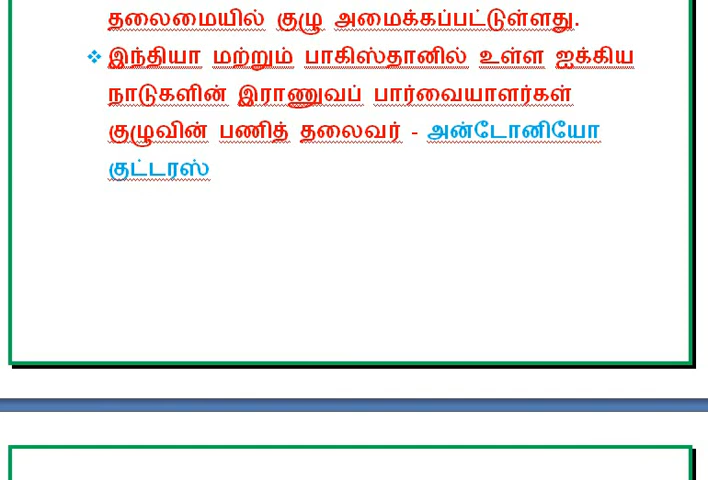 தலைமையில் குழு அமைக்கப்பட்டுள்ளது.
❖ இந்தியா மற்றும் பாகிஸ்தானில் உள்ள ஐக்கிய
நாடுகளின் இராணுவப் பார்வையாளர்கள்
குழுவின் பணித் தலைவர் - அன்டோனியோ
குட்டரஸ்